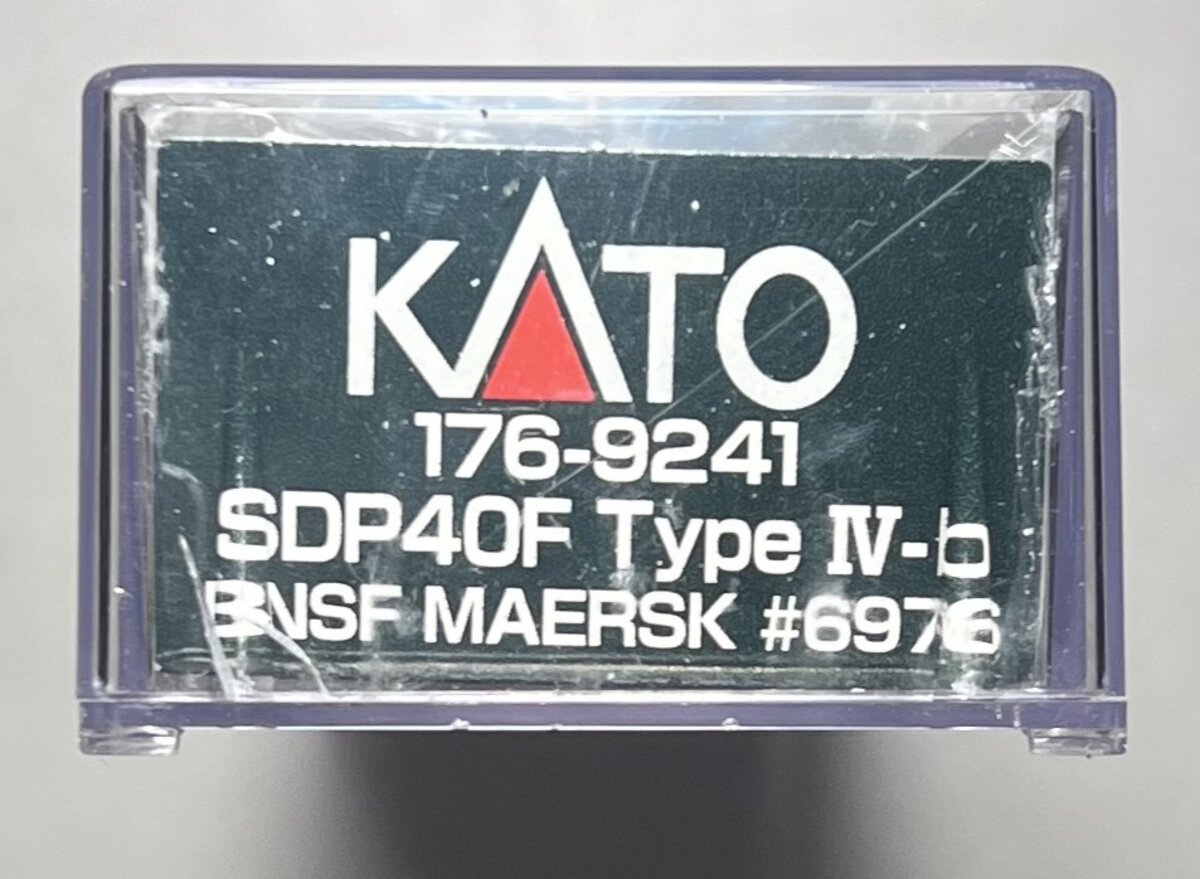 KATO
176-9241
SDP40F Type IV-b
BNSF MAERSK #6976